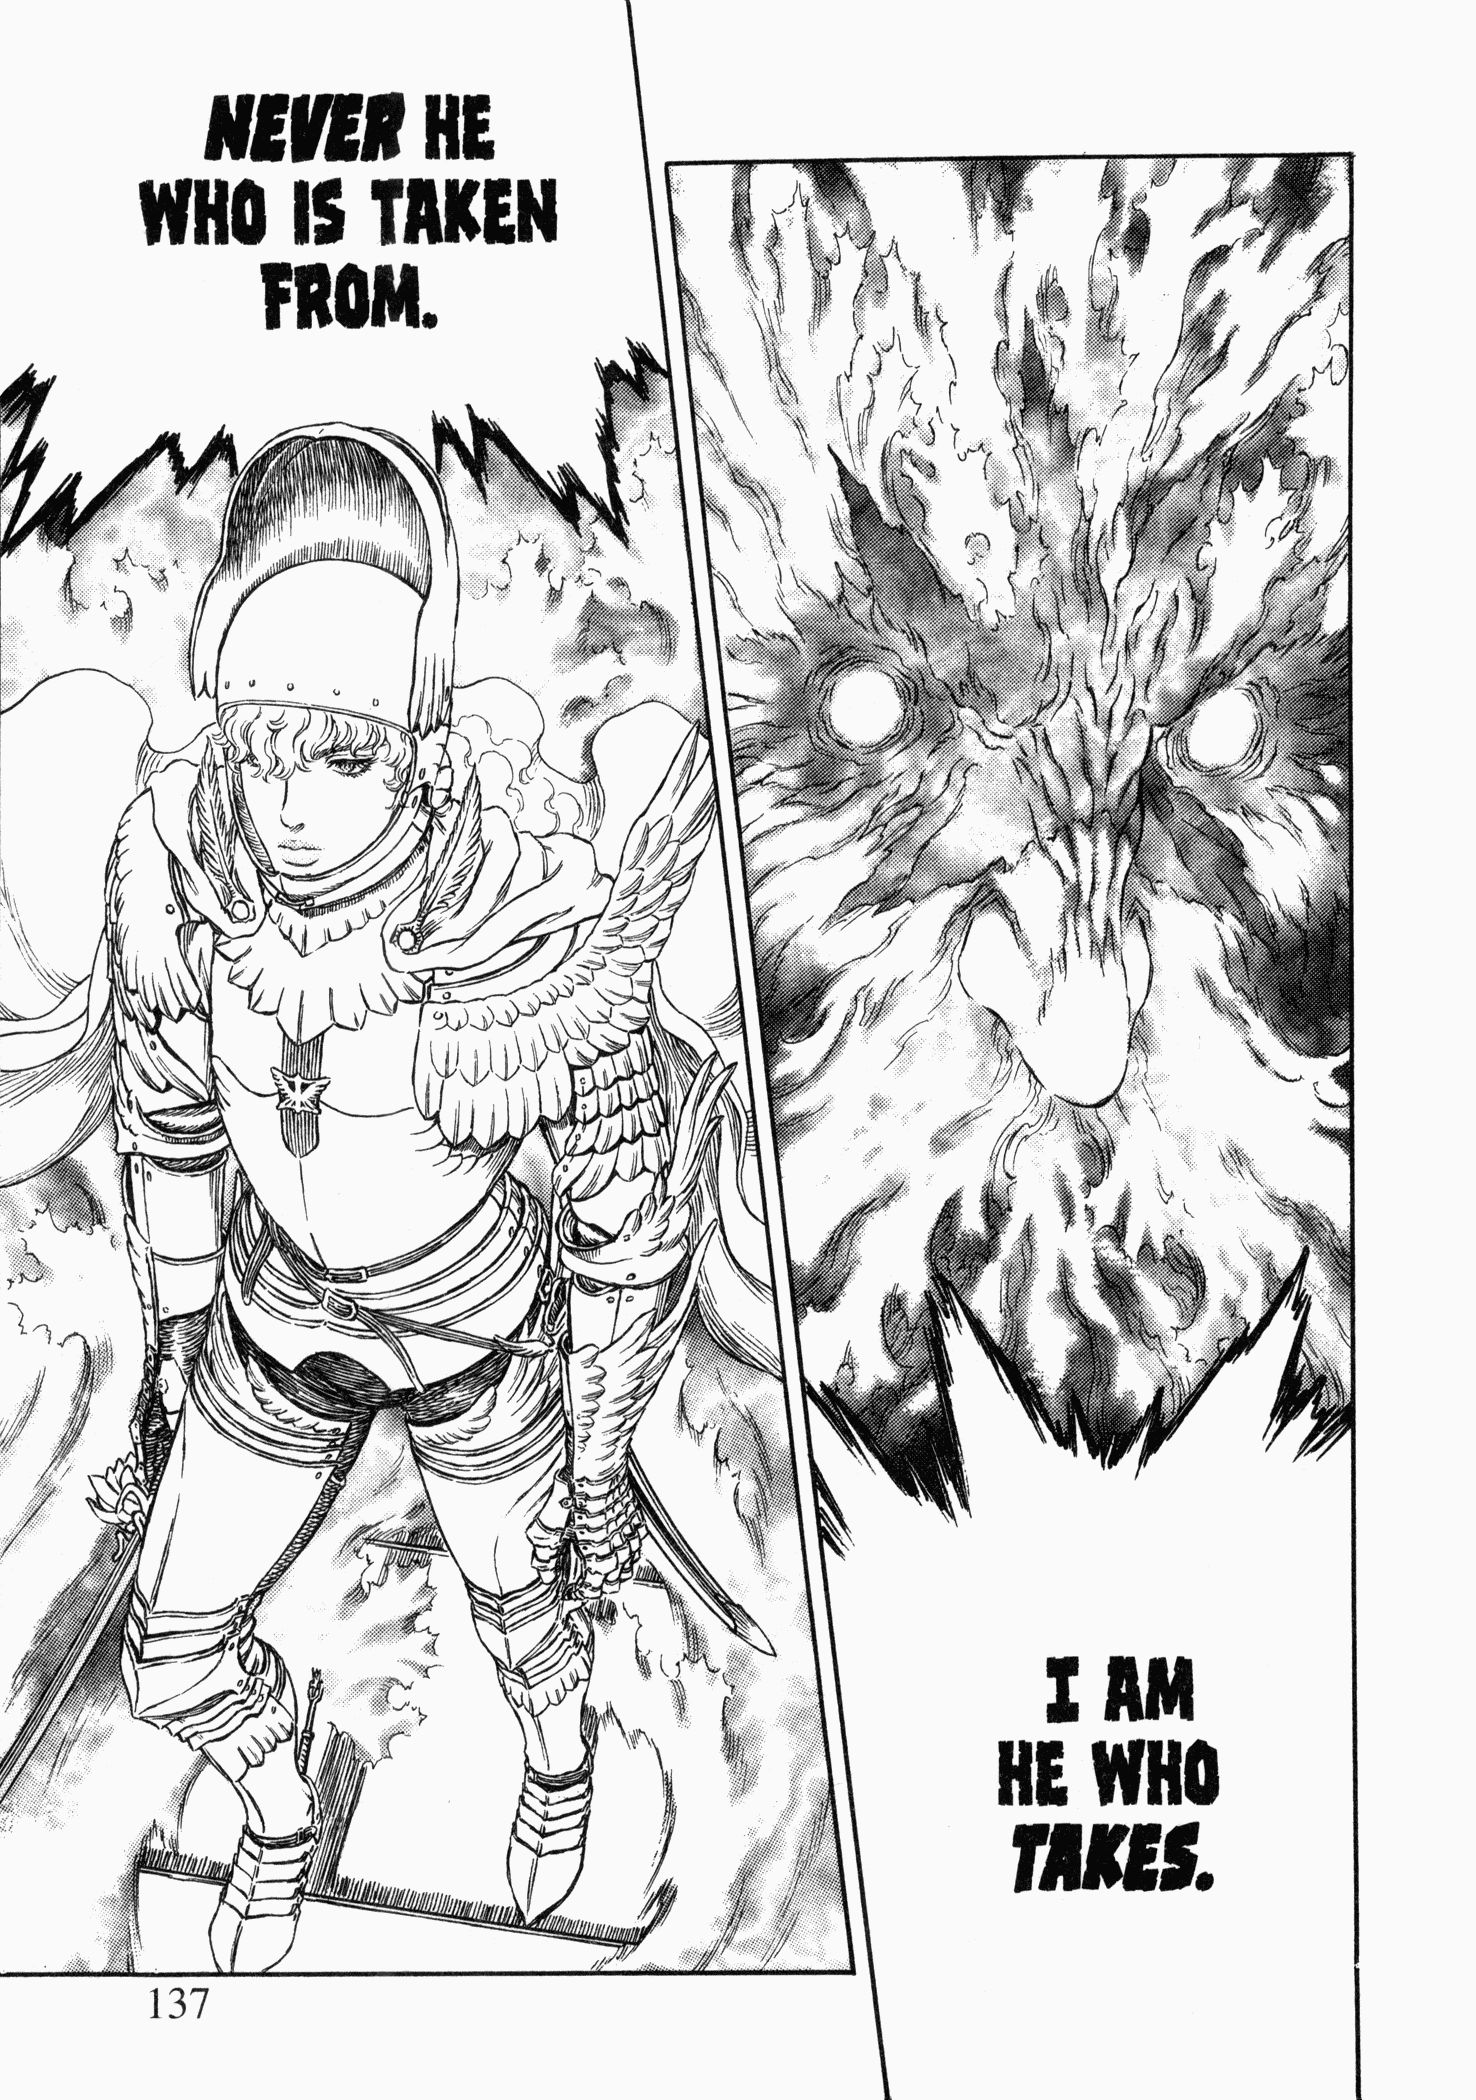 I AM
HE WHO
TAKES.
NEVER HE
WHO IS TAKEN
FROM.
137